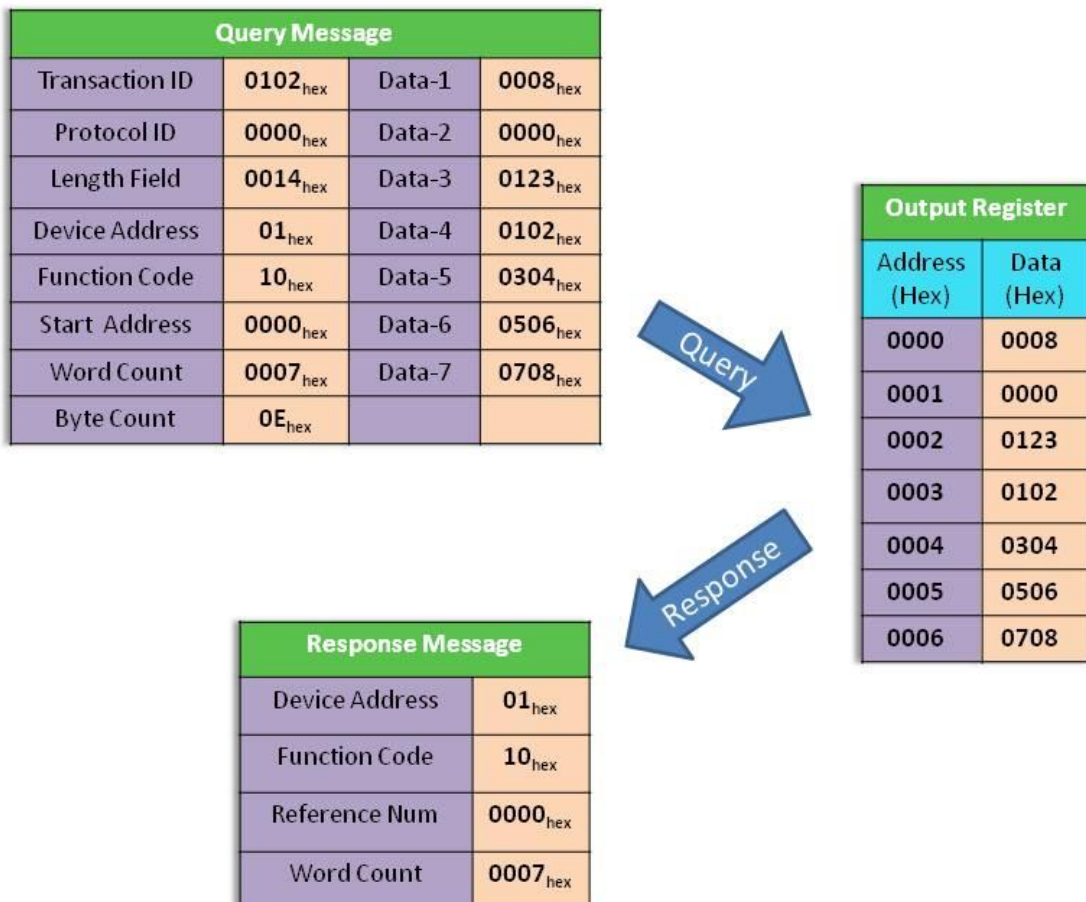 Query Message
Transaction ID 0102hex Data-1 0008hex
Protocol ID 0000hex Data-2 0000hex
Length Field 0014hex Data-3 0123hex
Device Address 01hex Data-4 0102hex
Function Code 10hex Data-5 0304hex
Start Address 0000hex Data-6 0506hex
Word Count 0007hex Data-7 0708hex
Byte Count 0Ehex
Query
Output Register
Address Data
(Hex) (Hex)
0000 0008
0001 0000
0002 0123
0003 0102
0004 0304
0005 0506
0006 0708
Response
Response Message
Device Address 01hex
Function Code 10hex
Reference Num 0000hex
Word Count 0007hex